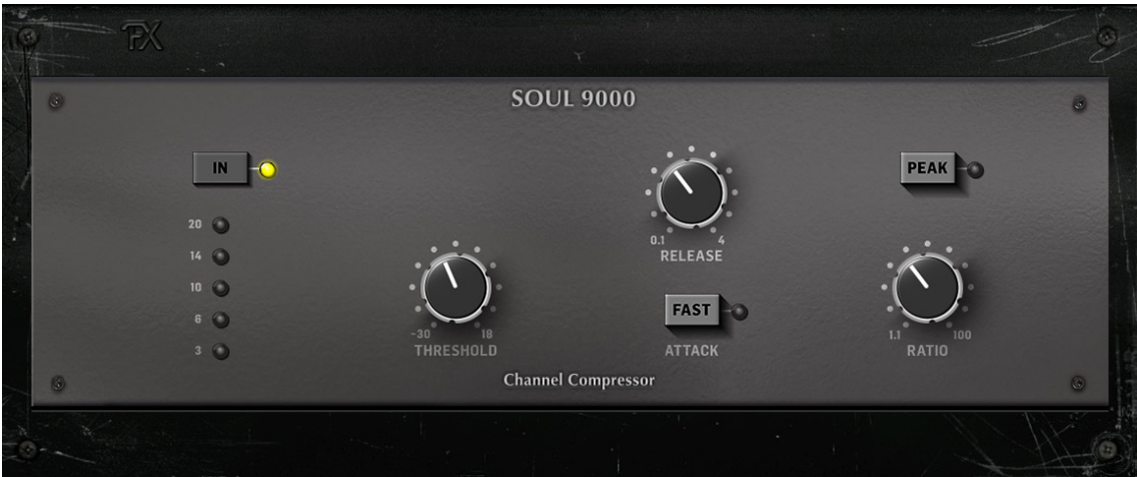 FX
SOUL 9000
IN
PEAK
20
14
10
6
3
0.1 4
RELEASE
-30 18
THRESHOLD
FAST
ATTACK
1.1 100
RATIO
Channel Compressor